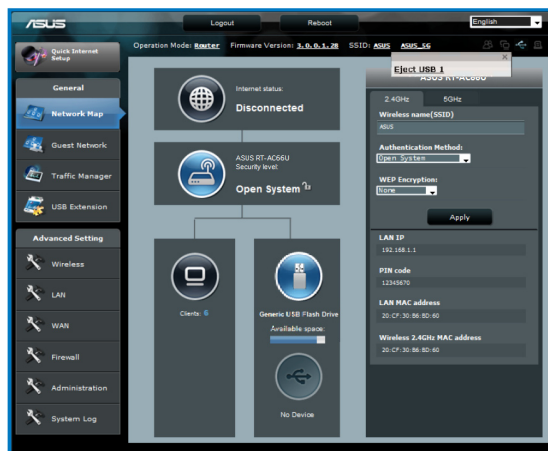 ASUS
Logout
Reboot
English
Quick Internet
Setup
Operation Mode: Router Firmware Version: 3.0.0.1.28 SSID: ASUS ASUS_5G
Eject USB 1
General
Network Map
Guest Network
Traffic Manager
USB Extension
Advanced Setting
Wireless
LAN
WAN
Firewall
Administration
System Log
Internet status:
Disconnected
ASUS RT-AC66U
Security level:
Open System
Clients: 6
Generic USB Flash Drive
Available space:
No Device
ASUS RT-AC66U
2.4GHz
5GHz
Wireless name(SSID)
ASUS
Authentication Method:
Open System
WEP Encryption:
None
Apply
LAN IP
192.168.1.1
PIN code
12345670
LAN MAC address
20:CF:30:B6:BD:60
Wireless 2.4GHz MAC address
20:CF:30:B6:BD:60